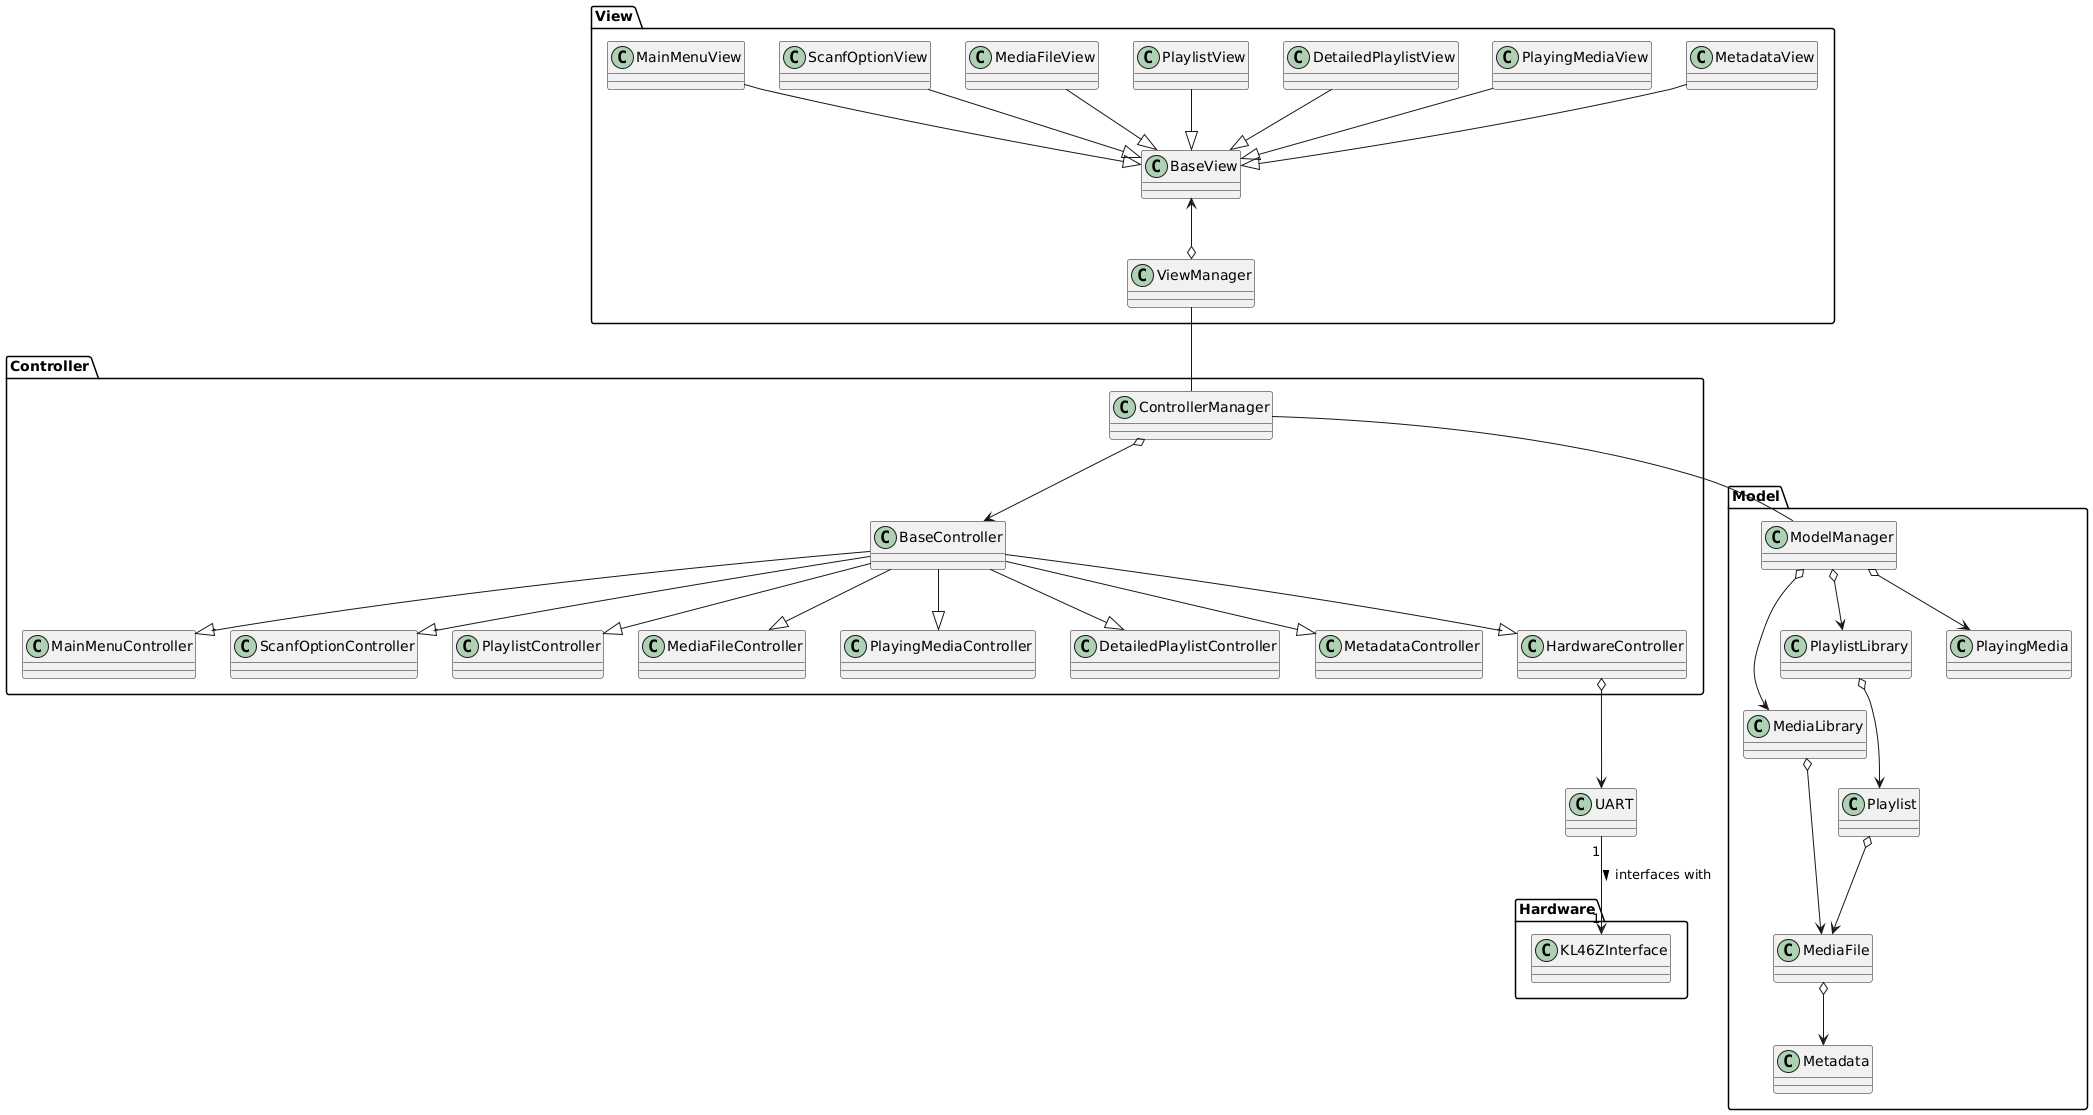 View
C MainMenuView
C ScanfOptionView
C MediaFileView
C PlaylistView
C DetailedPlaylistView
C PlayingMediaView
C MetadataView
C BaseView
C ViewManager
Controller
C ControllerManager
Model
C BaseController
C ModelManager
C MainMenuController
C ScanfOptionController
C PlaylistController
C MediaFileController
C PlayingMediaController
C DetailedPlaylistController
C MetadataController
C HardwareController
C PlaylistLibrary
C PlayingMedia
C MediaLibrary
C UART
C Playlist
1
interfaces with
Hardware
1
C KL46ZInterface
C MediaFile
C Metadata